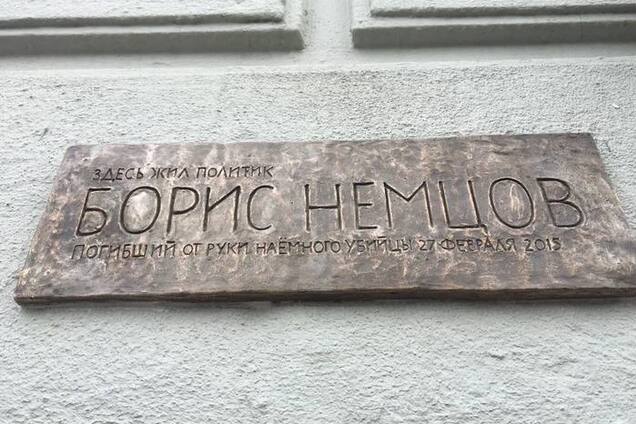 ЗДЕСЬ ЖИЛ ПОЛИТИК
БОРИС НЕМЦОВ
ПОГИБШИЙ ОТ РУКИ НАЁМНОГО УБИЙЦЫ 27 ФЕВРАЛЯ 2015